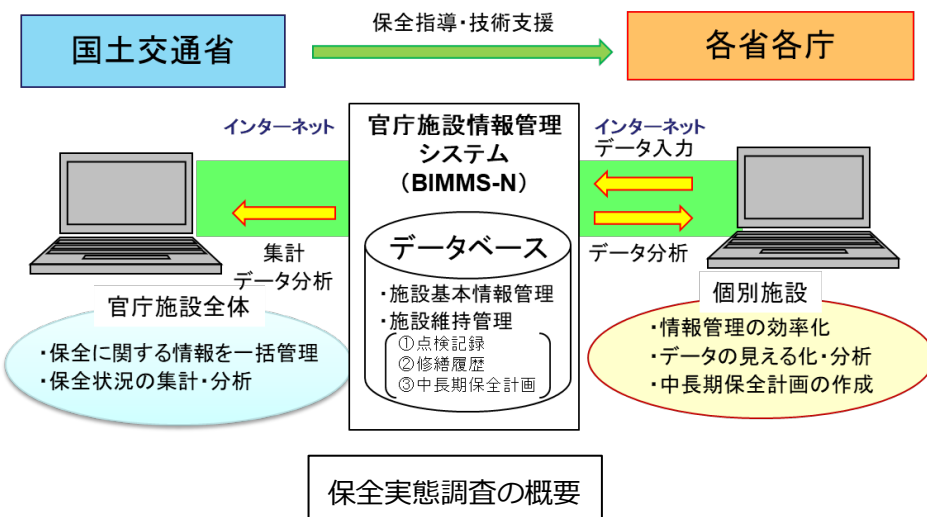 国土交通省
保全指導・技術支援
各省各庁
インターネット
官庁施設情報管理
システム
（BIMMS-N）
インターネット
データ入力
データベース
集計
データ分析
データ分析
・施設基本情報管理
・施設維持管理
①点検記録
②修繕履歴
③中長期保全計画
官庁施設全体
・保全に関する情報を一括管理
・保全状況の集計・分析
個別施設
・情報管理の効率化
・データの見える化・分析
・中長期保全計画の作成
保全実態調査の概要